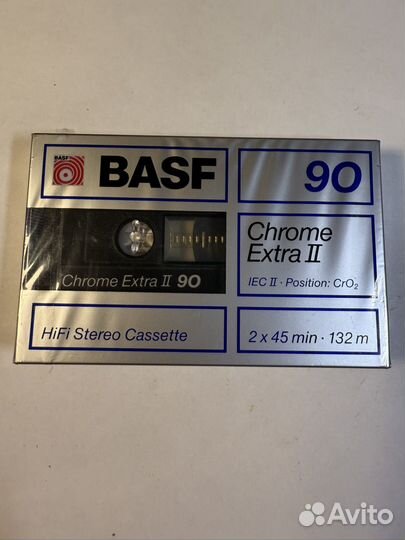 BASF
BASF
90
Chrome Extra II 90
Chrome
Extra II
IEC II · Position: CrO₂
HiFi Stereo Cassette
2 x 45 min · 132 m
Avito